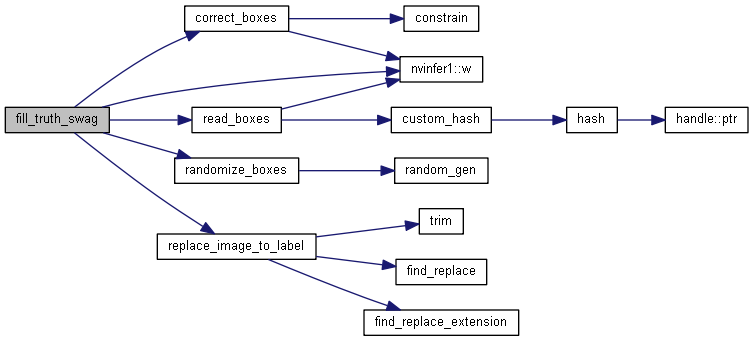 correct_boxes
constrain
nvinfer1::w
fill_truth_swag
read_boxes
custom_hash
hash
handle::ptr
randomize_boxes
random_gen
trim
replace_image_to_label
find_replace
find_replace_extension